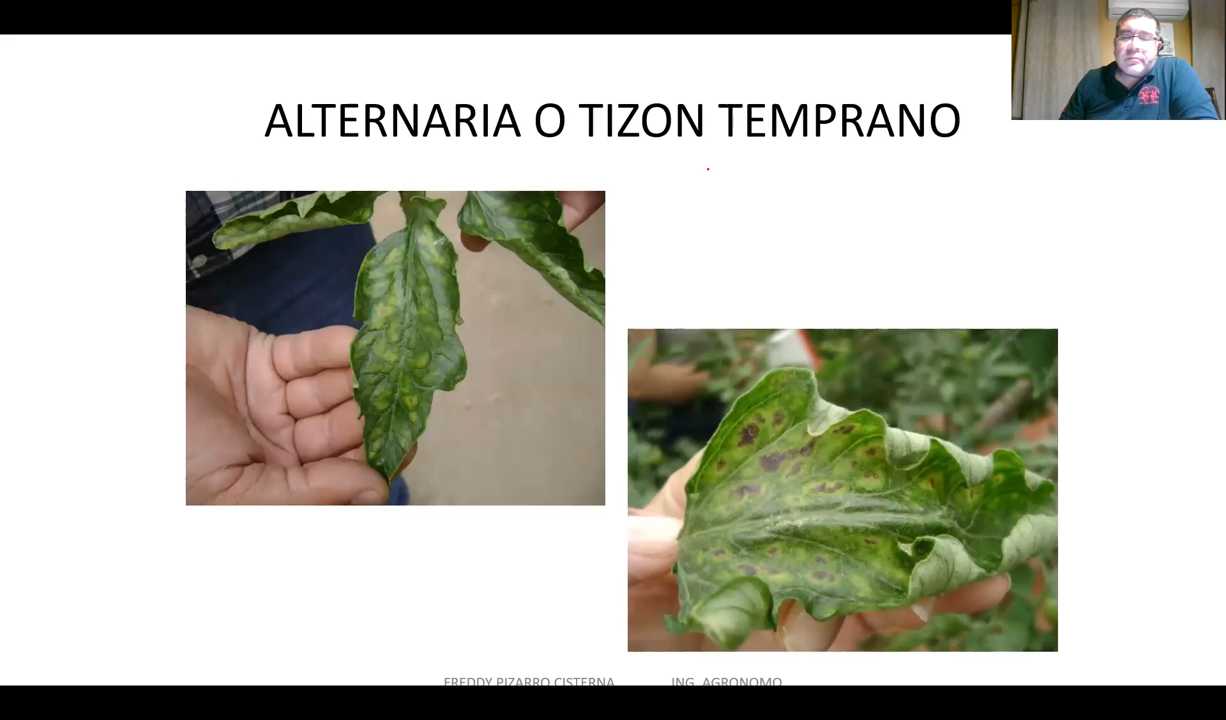 ALTERNARIA O TIZON TEMPRANO
FREDDY PIZARRO CISTERNA ING. AGRONOMO